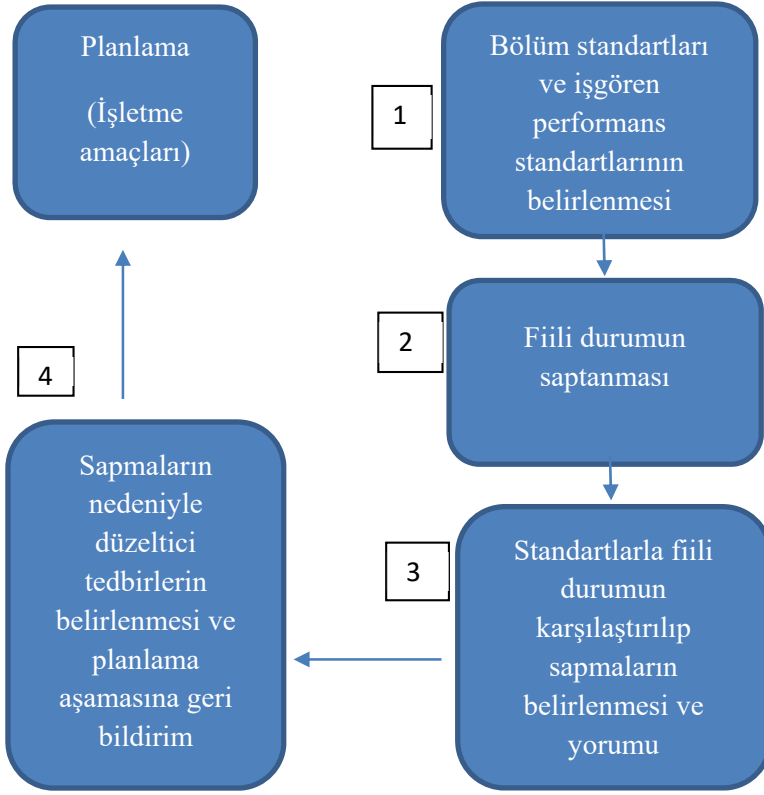 Planlama
(İşletme
amaçları)
1
Bölüm standartları
ve işgören
performans
standartlarının
belirlenmesi
2
Fiili durumun
saptanması
3
Standartlarla fiili
durumun
karşılaştırılıp
sapmaların
belirlenmesi ve
yorumu
4
Sapmaların
nedeniyle
düzeltici
tedbirlerin
belirlenmesi ve
planlama
aşamasına geri
bildirim